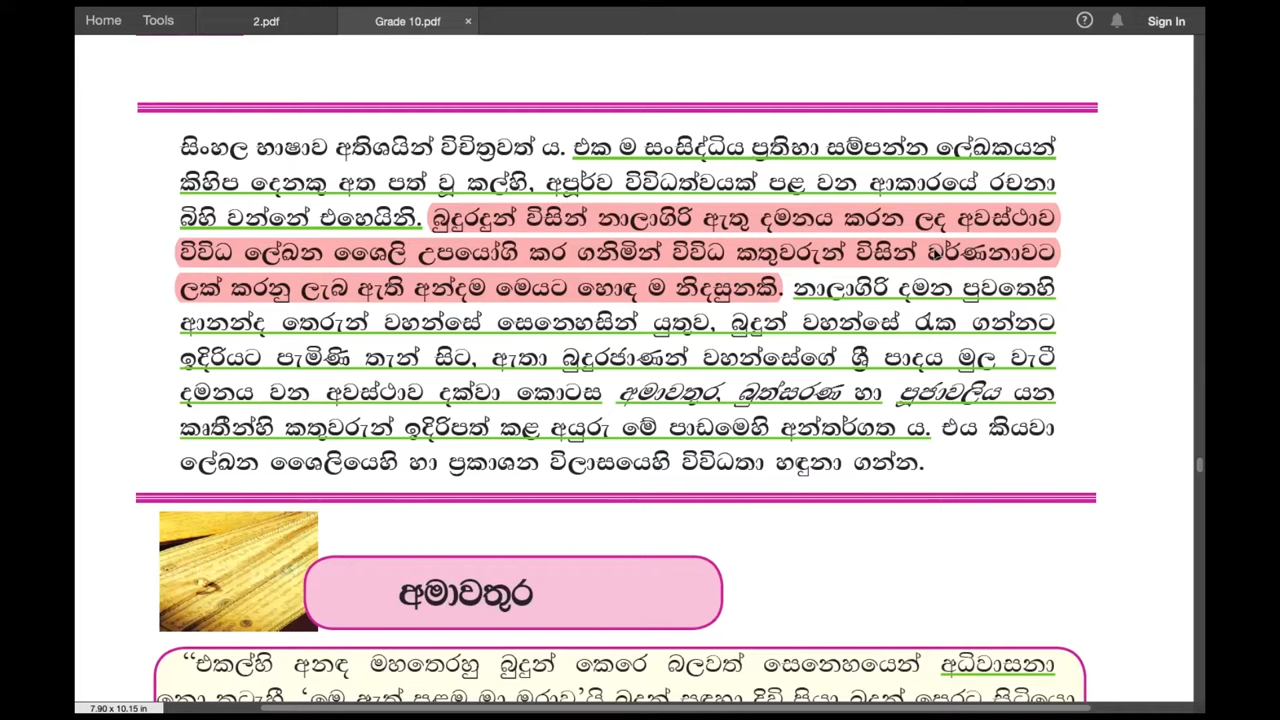 Home Tools 2.pdf Grade 10.pdf × ? Sign In
සිංහල භාෂාව අතිශයින් විචිත්‍රවත් ය. එක ම සංසිද්ධිය ප්‍රතිභා සම්පන්න ලේඛකයන්
කිහිප දෙනකු අත පත් වූ කල්හි, අපූර්ව විවිධත්වයක් පළ වන ආකාරයේ රචනා
බිහි වන්නේ එහෙයිනි. බුදුරදුන් විසින් නාලාගිරි ඇතු දමනය කරන ලද අවස්ථාව
විවිධ ලේඛන ශෛලි උපයෝගි කර ගනිමින් විවිධ කතුවරුන් විසින් වර්ණනාවට
ලක් කරනු ලැබ ඇති අන්දම මෙයට හොඳ ම නිදසුනකි. නාලාගිරි දමන පුවතෙහි
ආනන්ද තෙරුන් වහන්සේ සෙනෙහසින් යුතුව, බුදුන් වහන්සේ රැක ගන්නට
ඉදිරියට පැමිණි තැන් සිට, ඇතා බුදුරජාණන් වහන්සේගේ ශ්‍රී පාදය මුල වැටී
දමනය වන අවස්ථාව දක්වා කොටස අමාවතුර, බුත්සරණ හා පූජාවලිය යන
කෘතීන්හි කතුවරුන් ඉදිරිපත් කළ අයුරු මේ පාඩමෙහි අන්තර්ගත ය. එය කියවා
ලේඛන ශෛලියෙහි හා ප්‍රකාශන විලාසයෙහි විවිධතා හඳුනා ගන්න.
අමාවතුර
“එකල්හි අනඳ මහතෙරහු බුදුන් කෙරෙ බලවත් සෙනෙහයෙන් අධිවාසනා
7.90 x 10.15 in